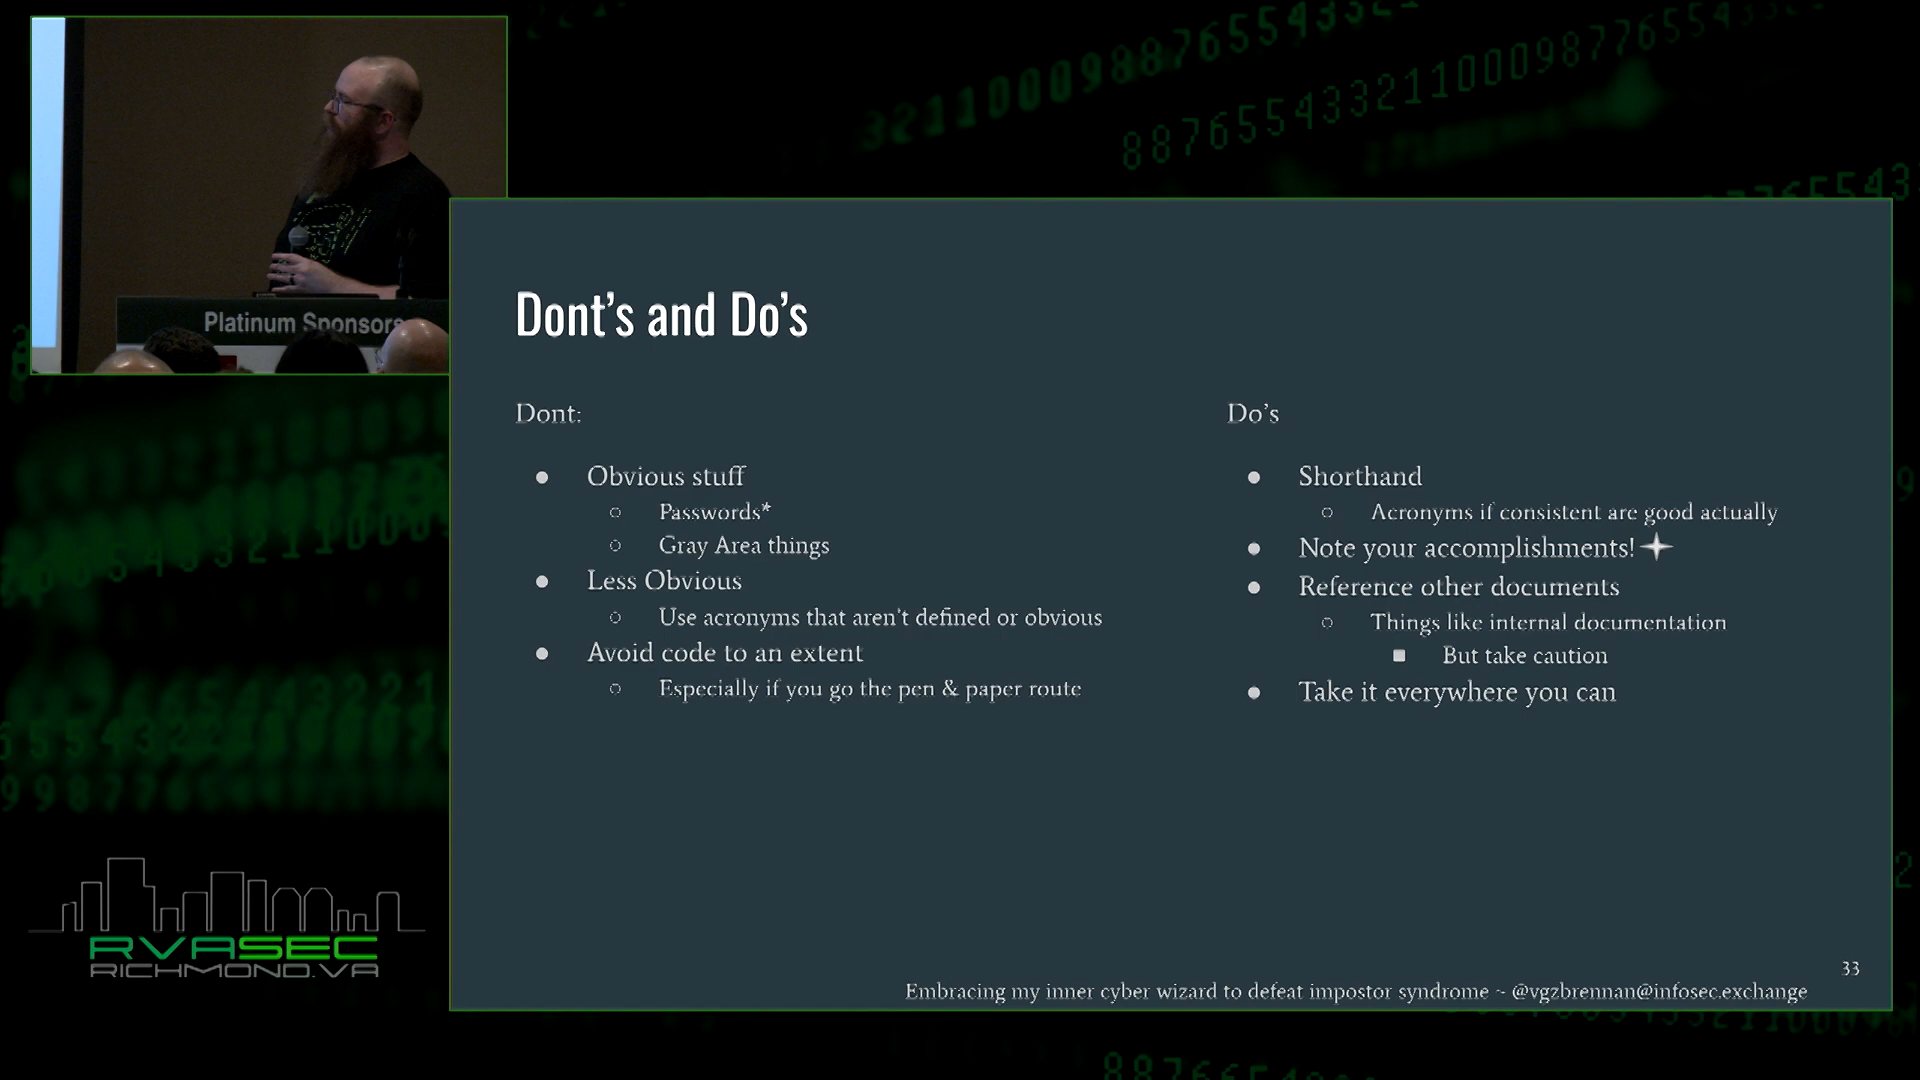 Platinum Sponsors
Dont's and Do's
Dont:
Obvious stuff
Passwords*
Gray Area things
Less Obvious
Use acronyms that aren't defined or obvious
Avoid code to an extent
Especially if you go the pen & paper route
Do's
Shorthand
Acronyms if consistent are good actually
Note your accomplishments!
Reference other documents
Things like internal documentation
But take caution
Take it everywhere you can
33
Embracing my inner cyber wizard to defeat impostor syndrome ~ @vgzbrennan@infosec.exchange
RVASEC
RICHMOND.VA
88765543321100098776554